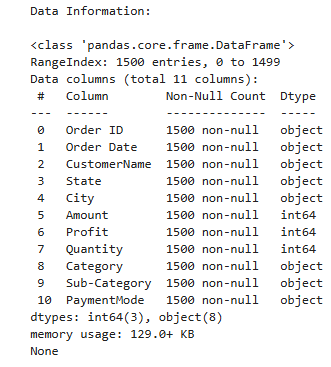 Data Information:
<class 'pandas.core.frame.DataFrame'>
RangeIndex: 1500 entries, 0 to 1499
Data columns (total 11 columns):
 #   Column        Non-Null Count  Dtype
---  ------        --------------  -----
 0   Order ID      1500 non-null   object
 1   Order Date    1500 non-null   object
 2   CustomerName  1500 non-null   object
 3   State         1500 non-null   object
 4   City          1500 non-null   object
 5   Amount        1500 non-null   int64
 6   Profit        1500 non-null   int64
 7   Quantity      1500 non-null   int64
 8   Category      1500 non-null   object
 9   Sub-Category  1500 non-null   object
 10  PaymentMode   1500 non-null   object
dtypes: int64(3), object(8)
memory usage: 129.0+ KB
None